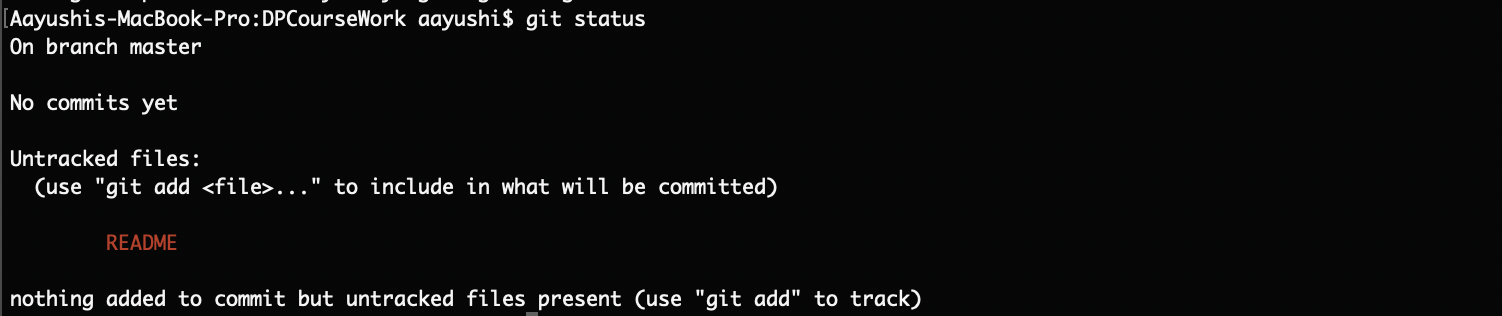 Aayushis-MacBook-Pro:DPCourseWork aayushi$ git status
On branch master
No commits yet
Untracked files:
(use "git add <file>..." to include in what will be committed)
README
nothing added to commit but untracked files present (use "git add" to track)